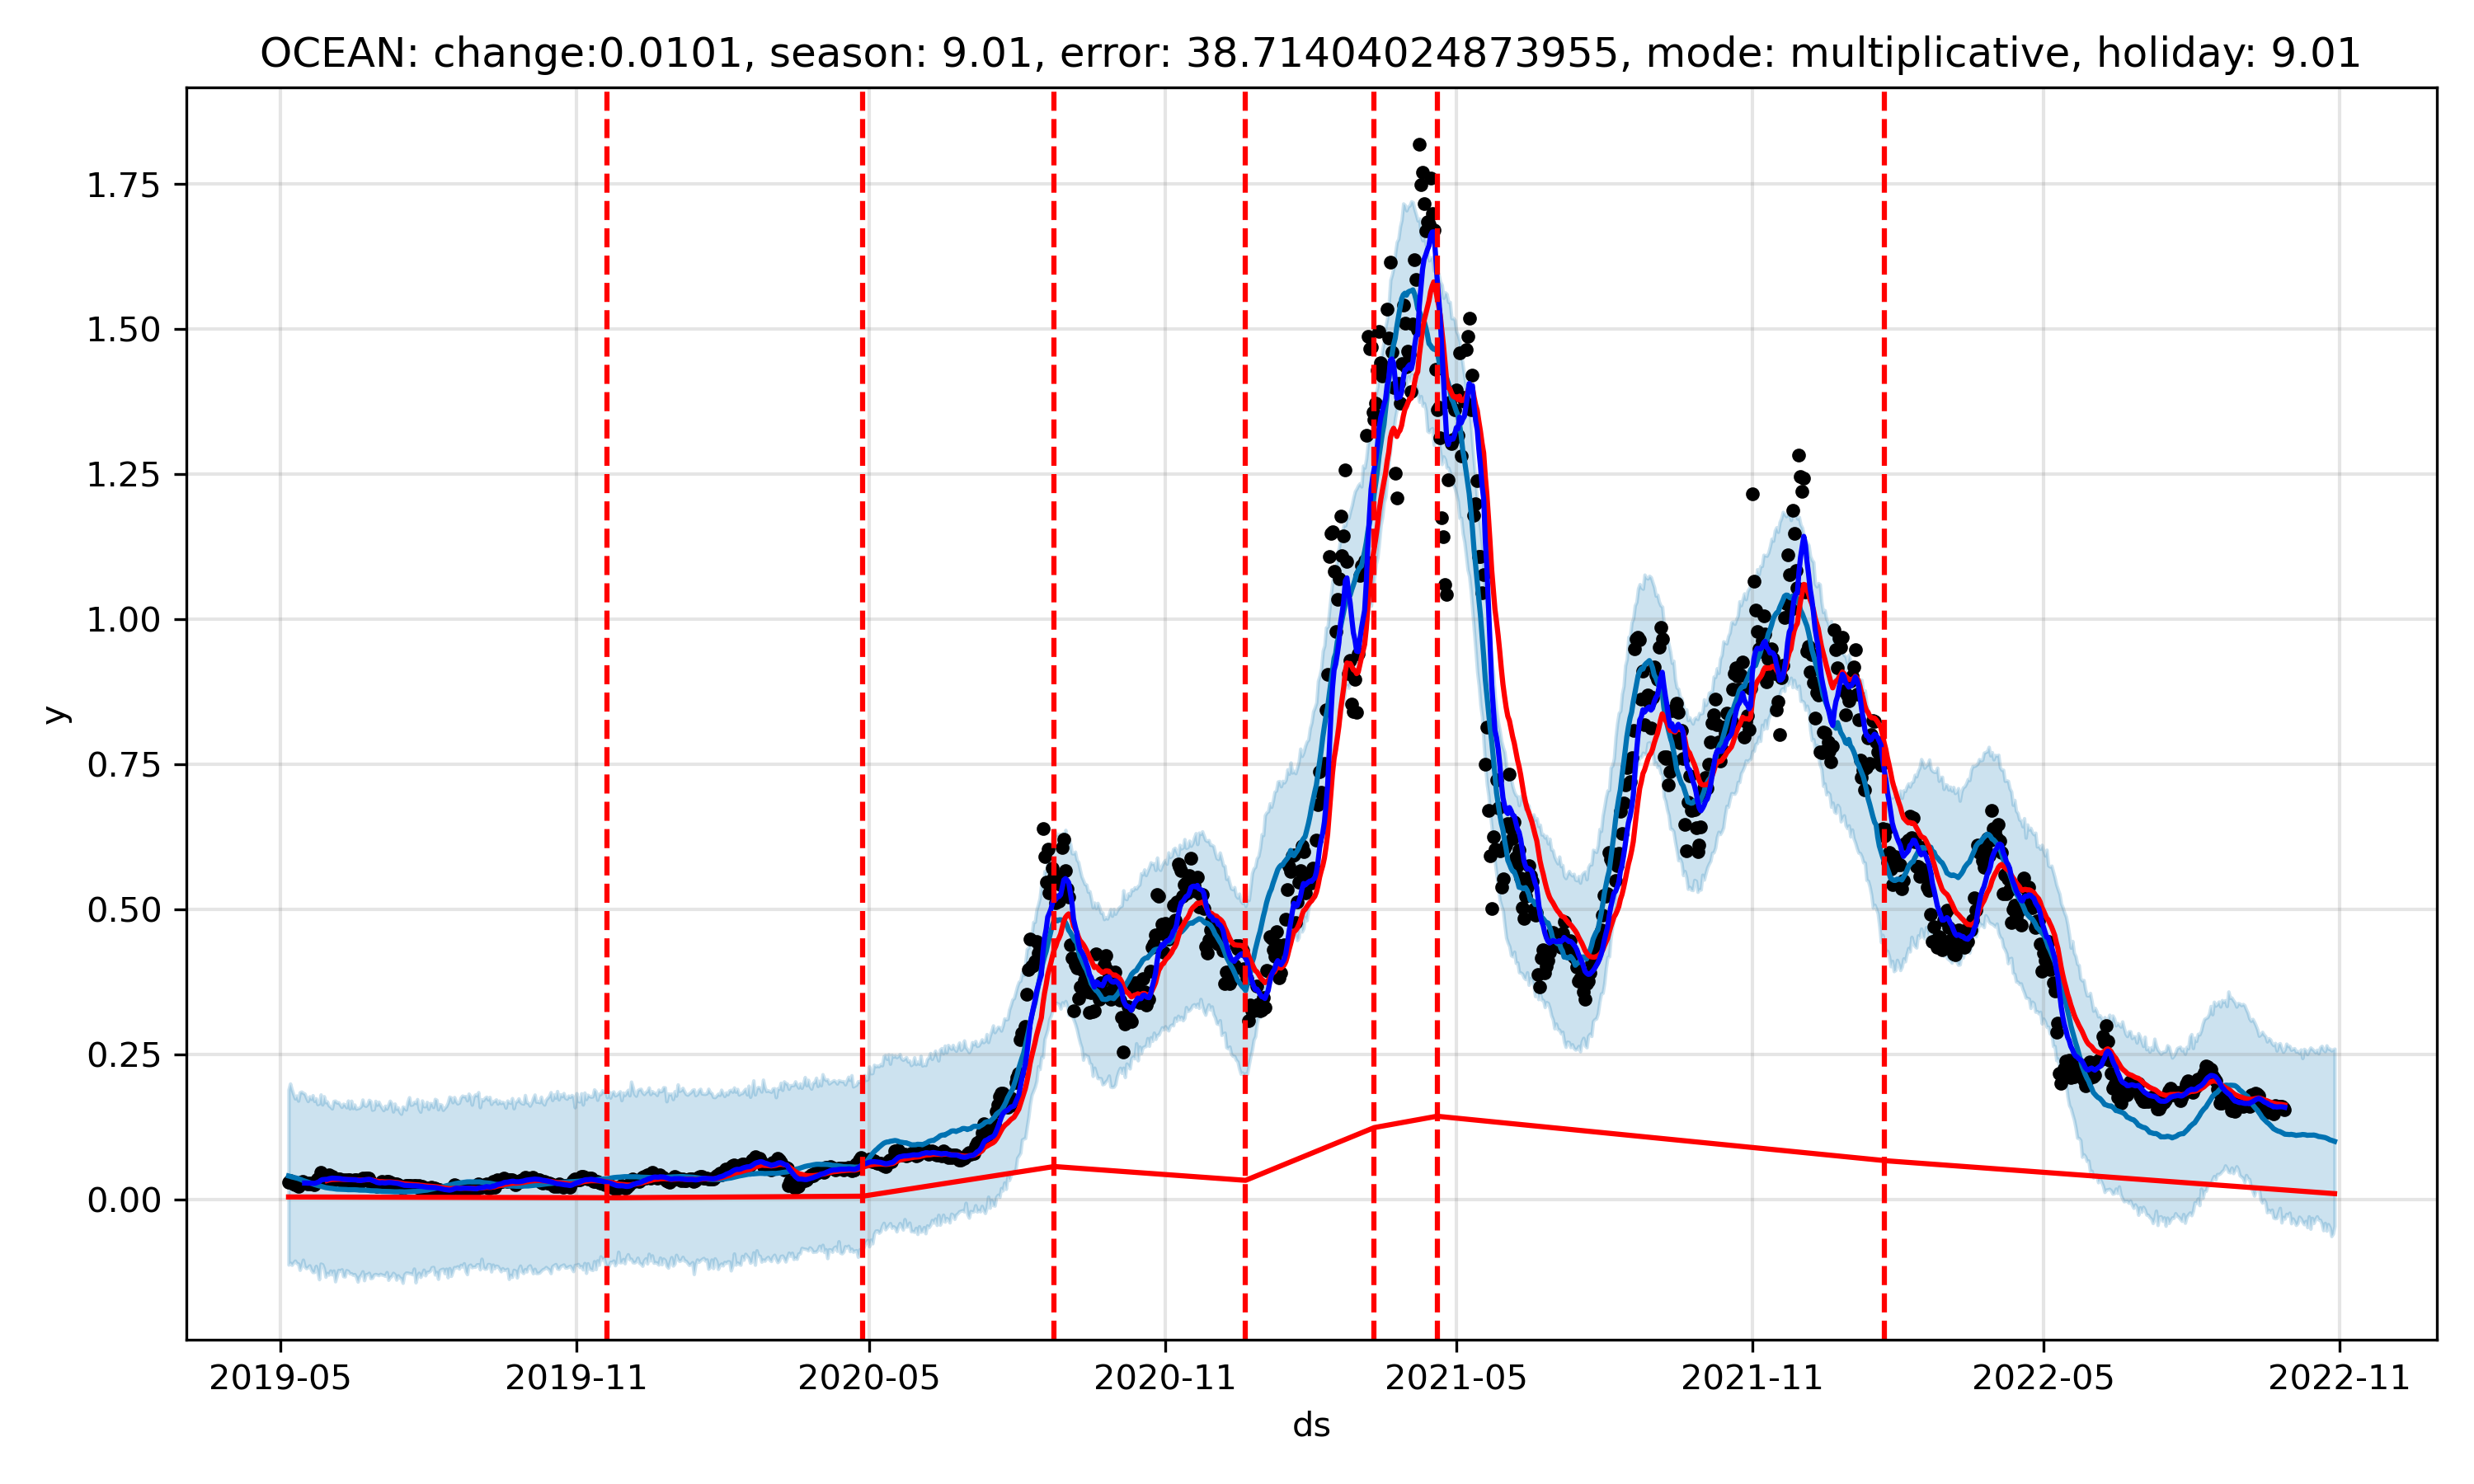 OCEAN: change:0.0101, season: 9.01, error: 38.71404024873955, mode: multiplicative, holiday: 9.01
1.75
1.50
1.25
1.00
0.75
0.50
0.25
0.00
y
2019-05 2019-11 2020-05 2020-11 2021-05 2021-11 2022-05 2022-11
ds